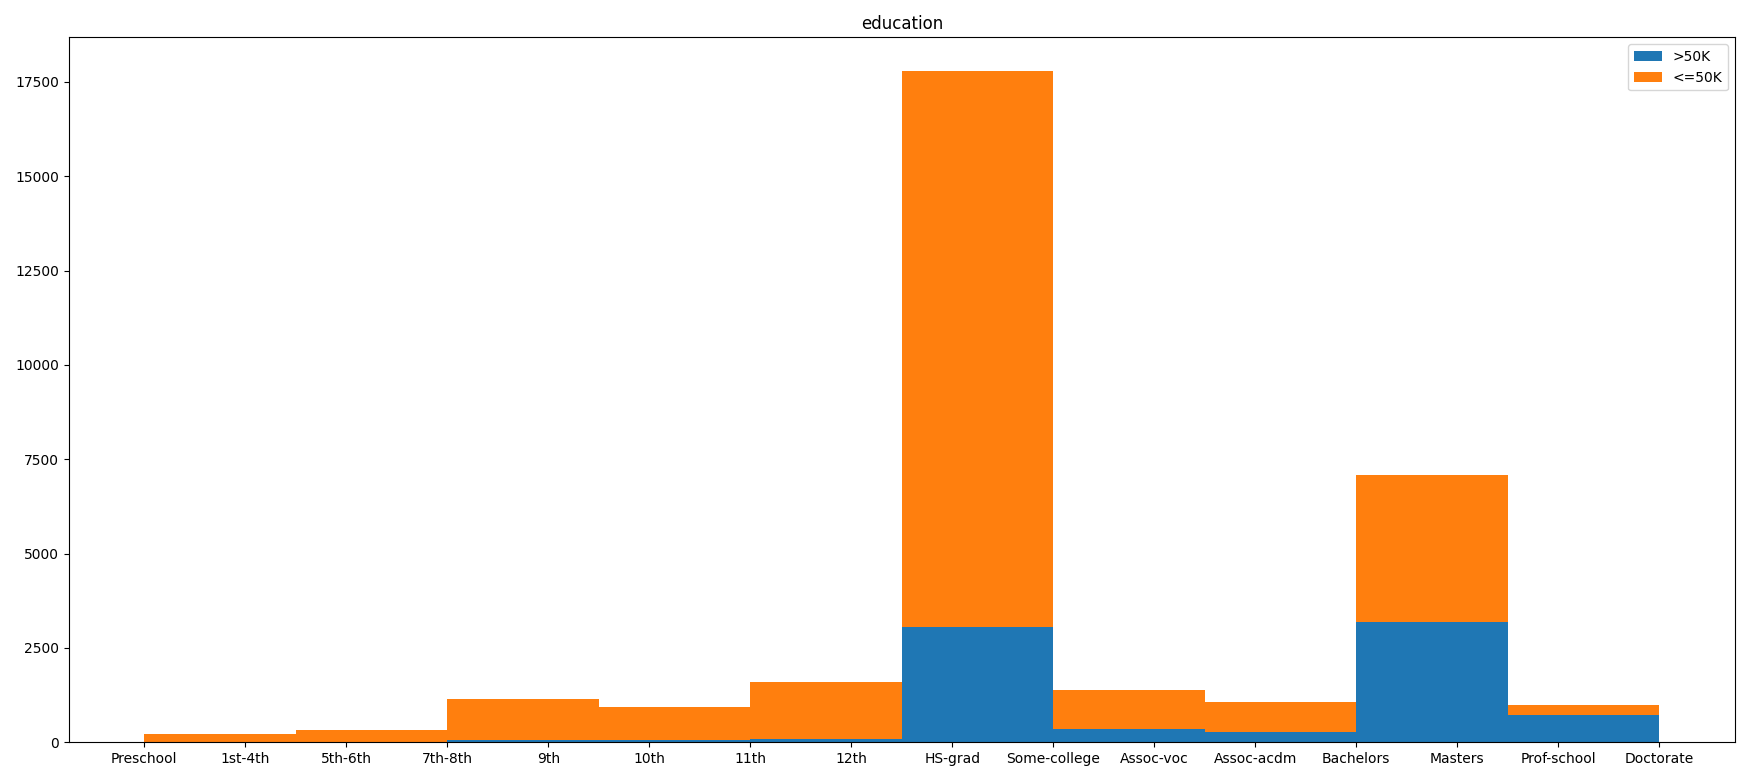 education
>50K
<=50K
17500
15000
12500
10000
7500
5000
2500
0
Preschool 1st-4th 5th-6th 7th-8th 9th 10th 11th 12th HS-grad Some-college Assoc-voc Assoc-acdm Bachelors Masters Prof-school Doctorate